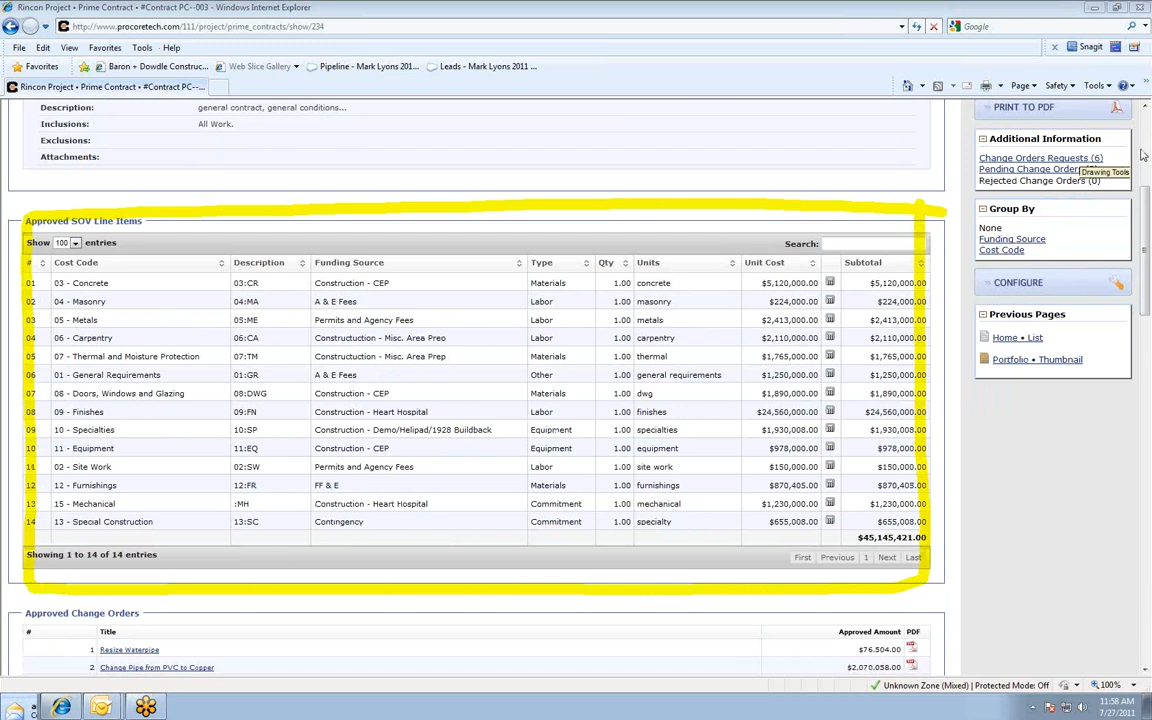 Rincon Project • Prime Contract • #Contract PC--003 - Windows Internet Explorer
http://www.procoretech.com/111/project/prime_contracts/show/234
Google
File Edit View Favorites Tools Help
x Snagit
Favorites Baron + Dowdle Construc... Web Slice Gallery Pipeline - Mark Lyons 201... Leads - Mark Lyons 2011 ...
Rincon Project • Prime Contract • #Contract PC--... Page Safety Tools
Description: general contract, general conditions...
Inclusions: All Work.
Exclusions:
Attachments:
PRINT TO PDF
Additional Information
Change Orders Requests (6)
Pending Change Orders
Drawing Tools
Rejected Change Orders (0)
Group By
None
Funding Source
Cost Code
CONFIGURE
Previous Pages
Home • List
Portfolio • Thumbnail
Approved SOV Line Items
Show 100 entries Search:
# Cost Code Description Funding Source Type Qty Units Unit Cost Subtotal
01 03 - Concrete 03:CR Construction - CEP Materials 1.00 concrete $5,120,000.00 $5,120,000.00
02 04 - Masonry 04:MA A & E Fees Labor 1.00 masonry $224,000.00 $224,000.00
03 05 - Metals 05:ME Permits and Agency Fees Labor 1.00 metals $2,413,000.00 $2,413,000.00
04 06 - Carpentry 06:CA Constructuction - Misc. Area Preo Labor 1.00 carpentry $2,110,000.00 $2,110,000.00
05 07 - Thermal and Moisture Protection 07:TM Constructuction - Misc. Area Prep Materials 1.00 thermal $1,765,000.00 $1,765,000.00
06 01 - General Requirements 01:GR A & E Fees Other 1.00 general requirements $1,250,000.00 $1,250,000.00
07 08 - Doors, Windows and Glazing 08:DWG Construction - CEP Materials 1.00 dwg $1,890,000.00 $1,890,000.00
08 09 - Finishes 09:FN Construction - Heart Hospital Labor 1.00 finishes $24,560,000.00 $24,560,000.00
09 10 - Specialties 10:SP Construction - Demo/Helipad/1928 Buildback Equipment 1.00 specialties $1,930,008.00 $1,930,008.00
10 11 - Equipment 11:EQ Construction - CEP Equipment 1.00 equipment $978,000.00 $978,000.00
11 02 - Site Work 02:SW Permits and Agency Fees Labor 1.00 site work $150,000.00 $150,000.00
12 12 - Furnishings 12:FR FF & E Materials 1.00 furnishings $870,405.00 $870,405.00
13 15 - Mechanical :MH Construction - Heart Hospital Commitment 1.00 mechanical $1,230,000.00 $1,230,000.00
14 13 - Special Construction 13:SC Contingency Commitment 1.00 specialty $655,008.00 $655,008.00
$45,145,421.00
Showing 1 to 14 of 14 entries First Previous 1 Next Last
Approved Change Orders
# Title Approved Amount PDF
1 Resize Waterpipe $76,504.00
2 Change Pipe from PVC to Copper $2,070,058.00
Unknown Zone (Mixed) | Protected Mode: Off 100%
11:58 AM
7/27/2011